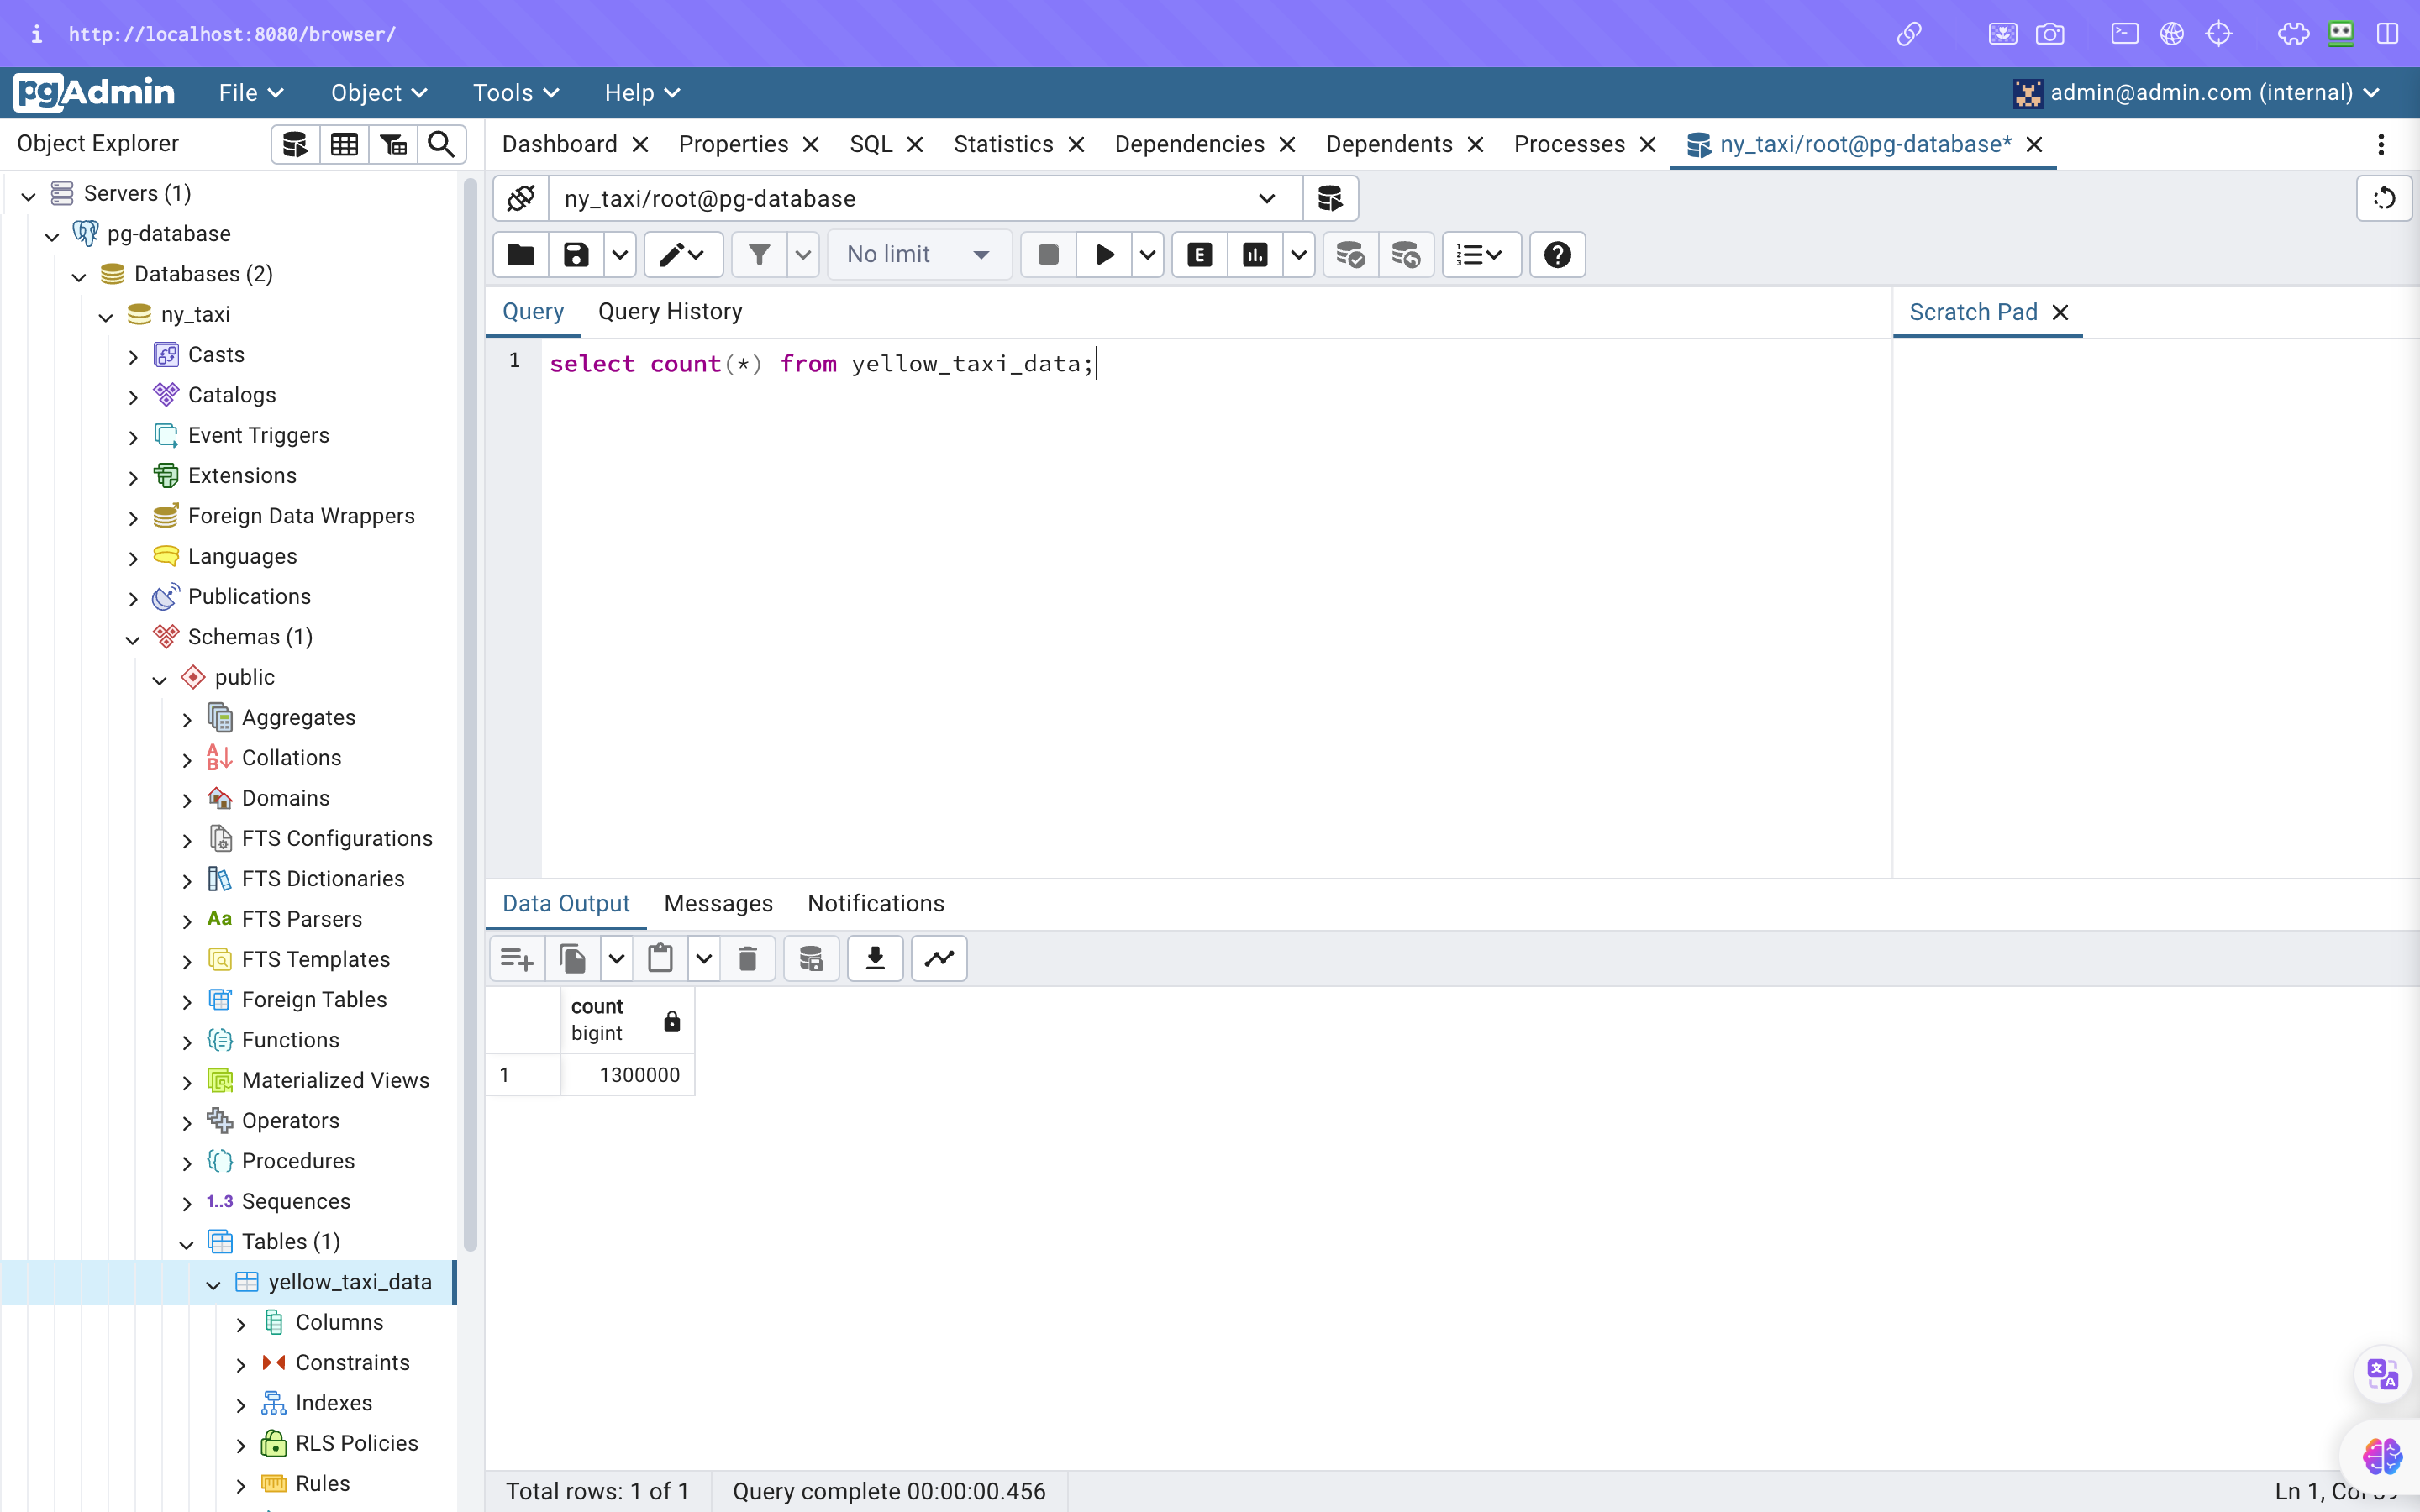 http://localhost:8080/browser/
pgAdmin File Object Tools Help admin@admin.com (internal)
Object Explorer
Dashboard Properties SQL Statistics Dependencies Dependents Processes ny_taxi/root@pg-database*
Servers (1)
pg-database
Databases (2)
ny_taxi
Casts
Catalogs
Event Triggers
Extensions
Foreign Data Wrappers
Languages
Publications
Schemas (1)
public
Aggregates
Collations
Domains
FTS Configurations
FTS Dictionaries
FTS Parsers
FTS Templates
Foreign Tables
Functions
Materialized Views
Operators
Procedures
1..3 Sequences
Tables (1)
yellow_taxi_data
Columns
Constraints
Indexes
RLS Policies
Rules
ny_taxi/root@pg-database
No limit
Query Query History
Scratch Pad
1 select count(*) from yellow_taxi_data;
Data Output Messages Notifications
count
bigint
1 1300000
Total rows: 1 of 1 Query complete 00:00:00.456 Ln 1,